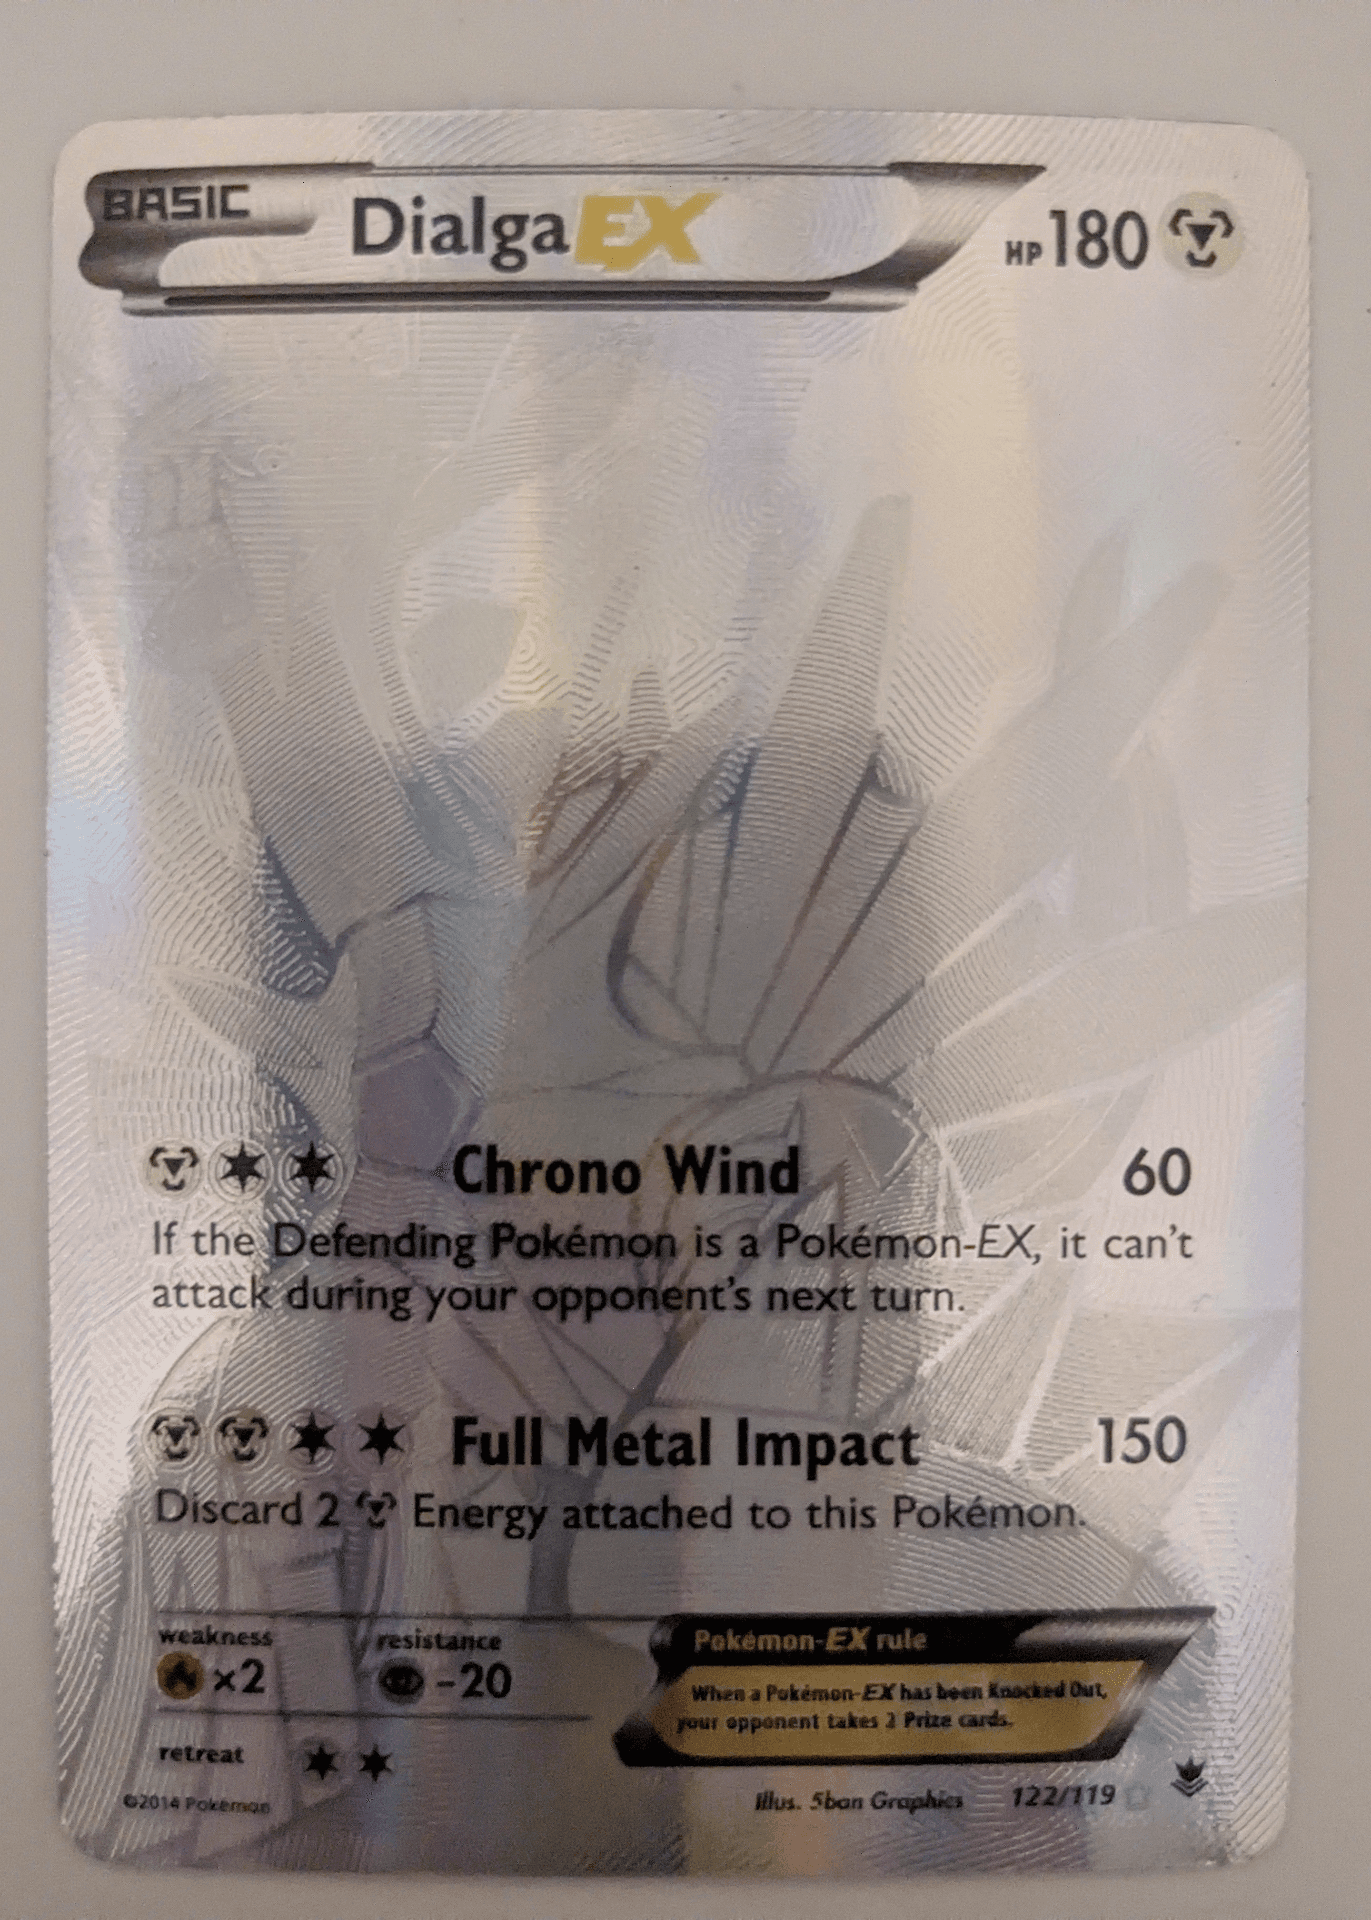 BASIC DialgaEX HP 180
Chrono Wind 60
If the Defending Pokémon is a Pokémon-EX, it can't
attack during your opponent's next turn.
Full Metal Impact 150
Discard 2 Energy attached to this Pokémon.
weakness resistance
×2 -20
retreat
Pokémon-EX rule
When a Pokémon-EX has been Knocked Out,
your opponent takes 2 Prize cards.
©2014 Pokémon Illus. 5ban Graphics 122/119